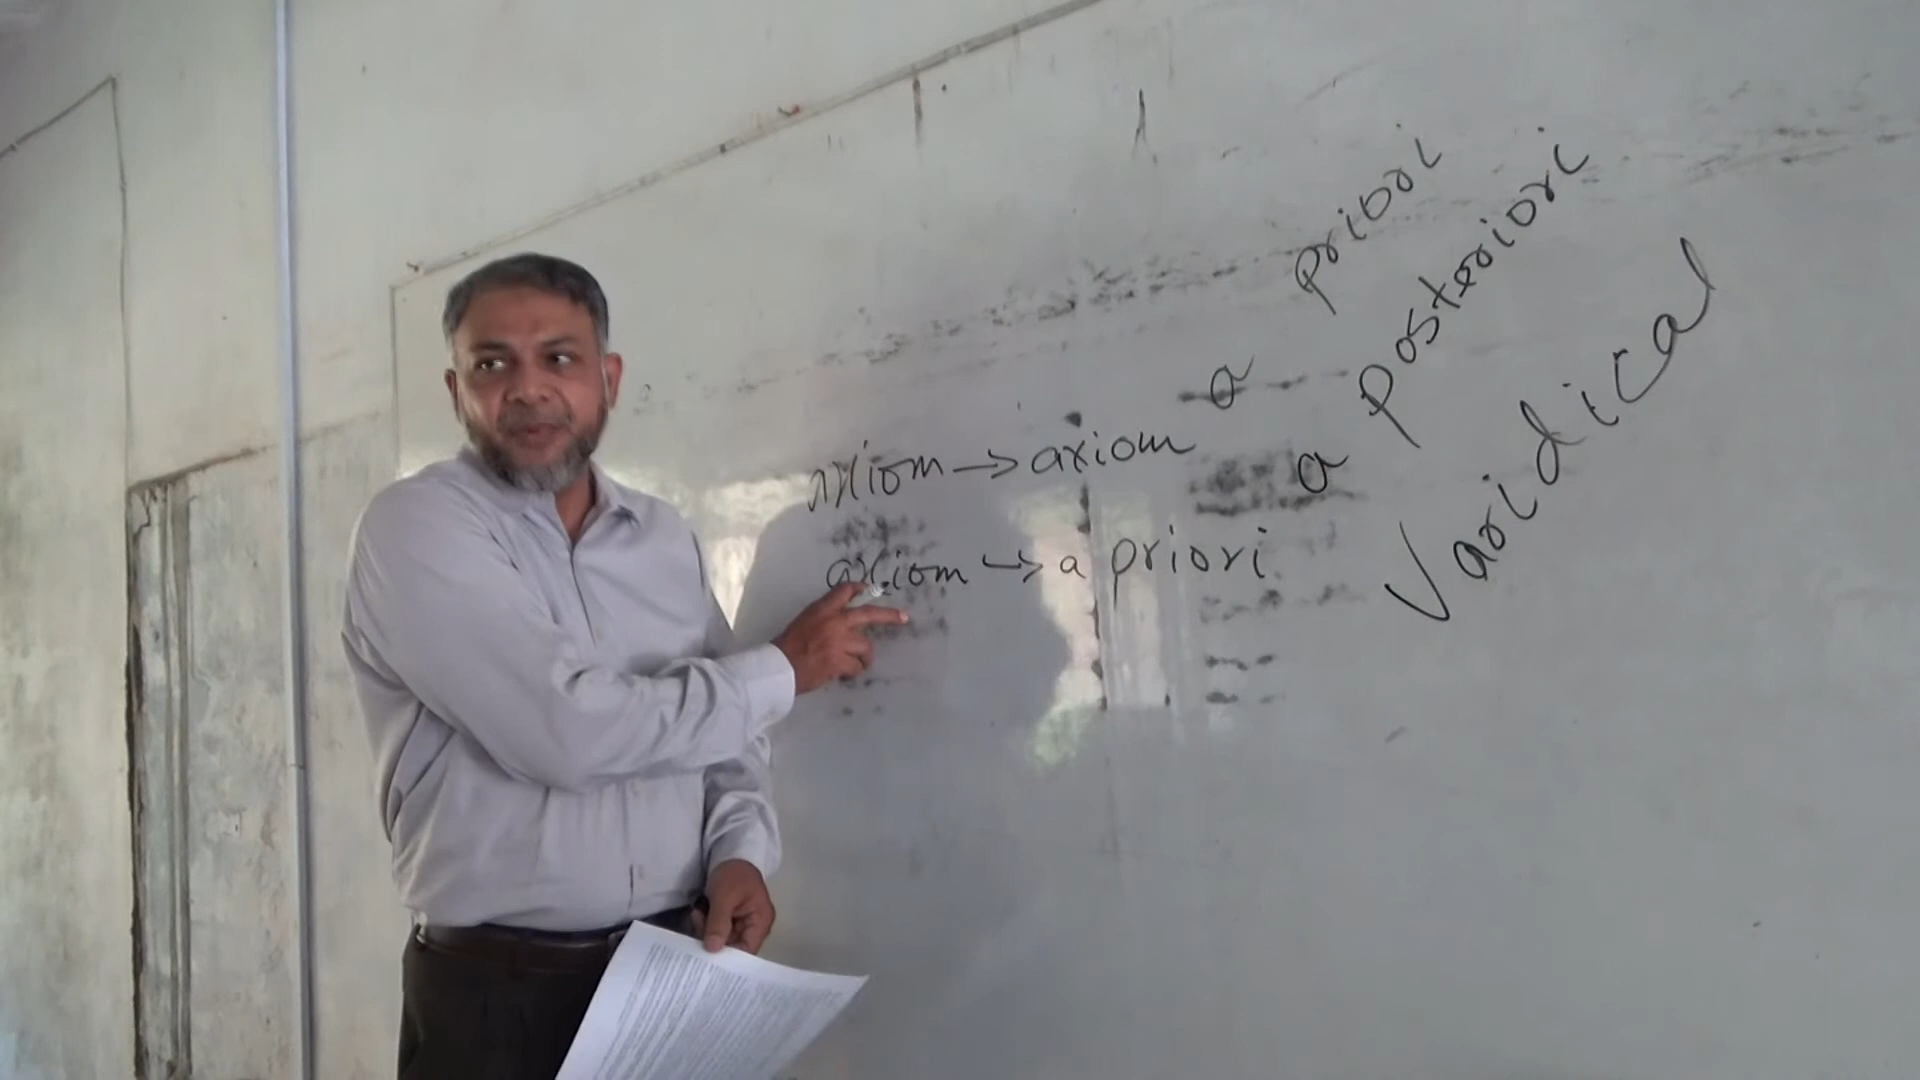 a priori
a posteriori
Varidical
axiom → axiom
axiom → a priori